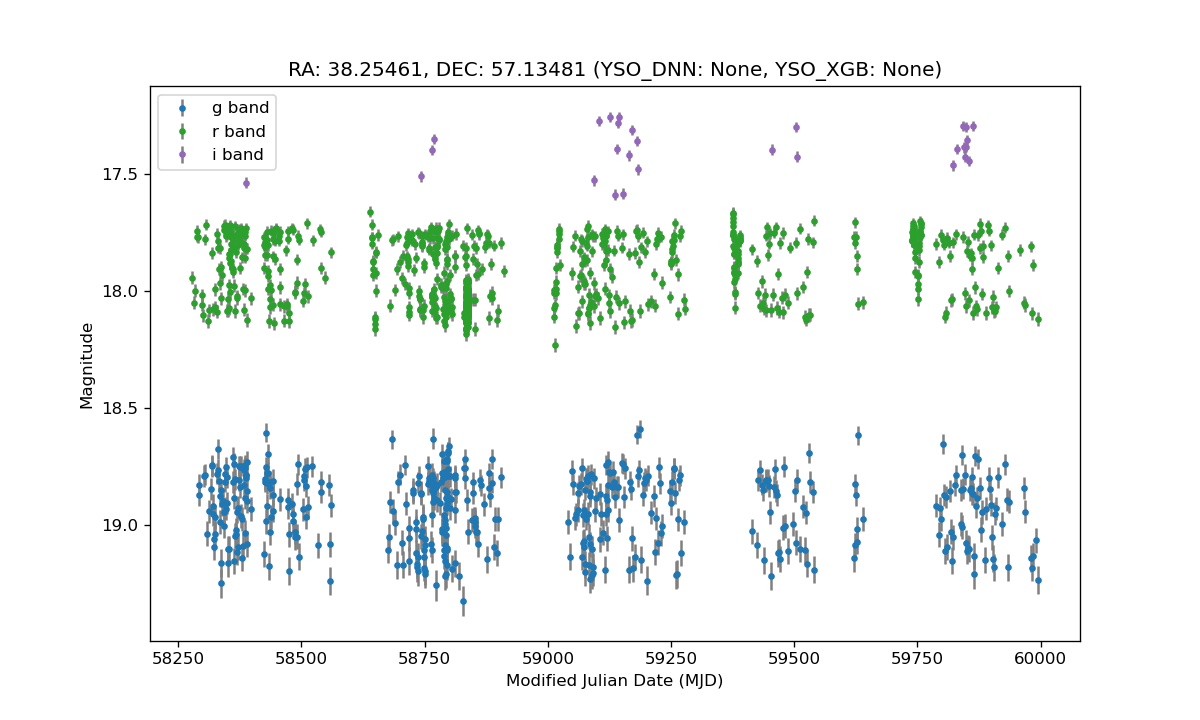 RA: 38.25461, DEC: 57.13481 (YSO_DNN: None, YSO_XGB: None)
g band
r band
i band
17.5
18.0
18.5
19.0
Magnitude
58250 58500 58750 59000 59250 59500 59750 60000
Modified Julian Date (MJD)